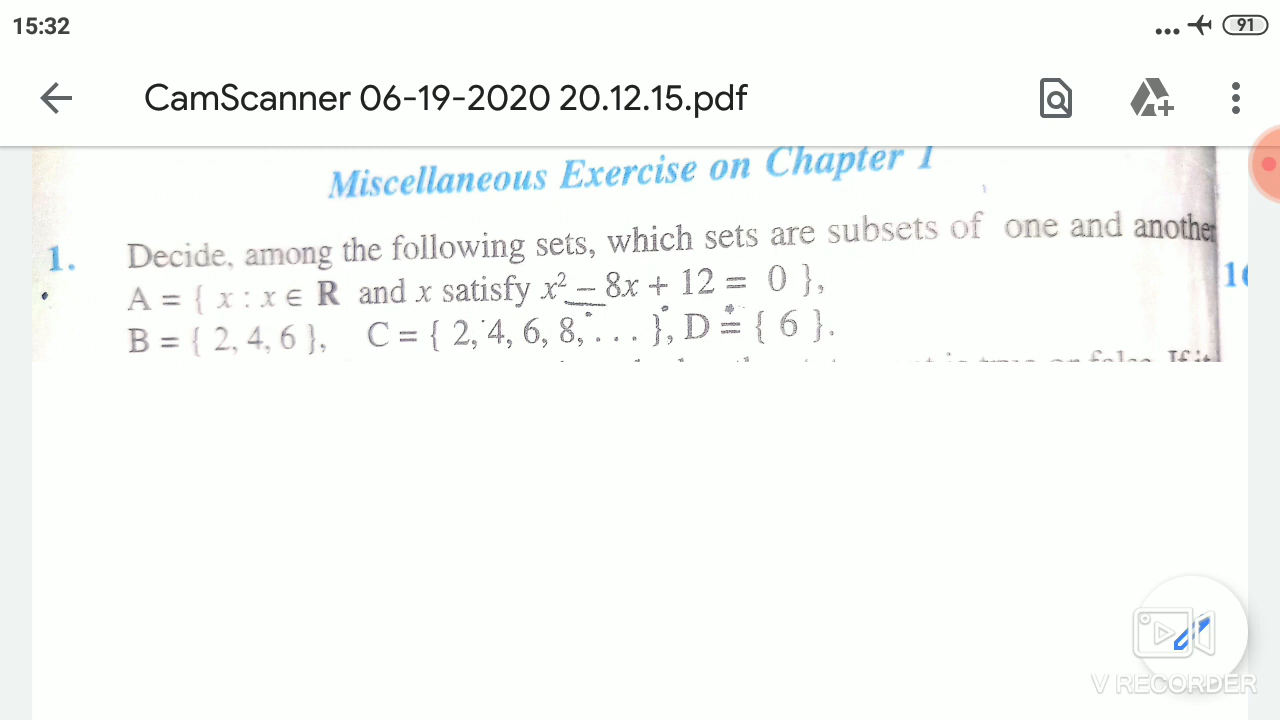 15:32
91
CamScanner 06-19-2020 20.12.15.pdf
Miscellaneous Exercise on Chapter 1
1. Decide, among the following sets, which sets are subsets of one and another
A = { x : x ∈ R and x satisfy x² – 8x + 12 = 0 },
B = { 2, 4, 6 }, C = { 2, 4, 6, 8, . . . }, D = { 6 }.
V RECORDER